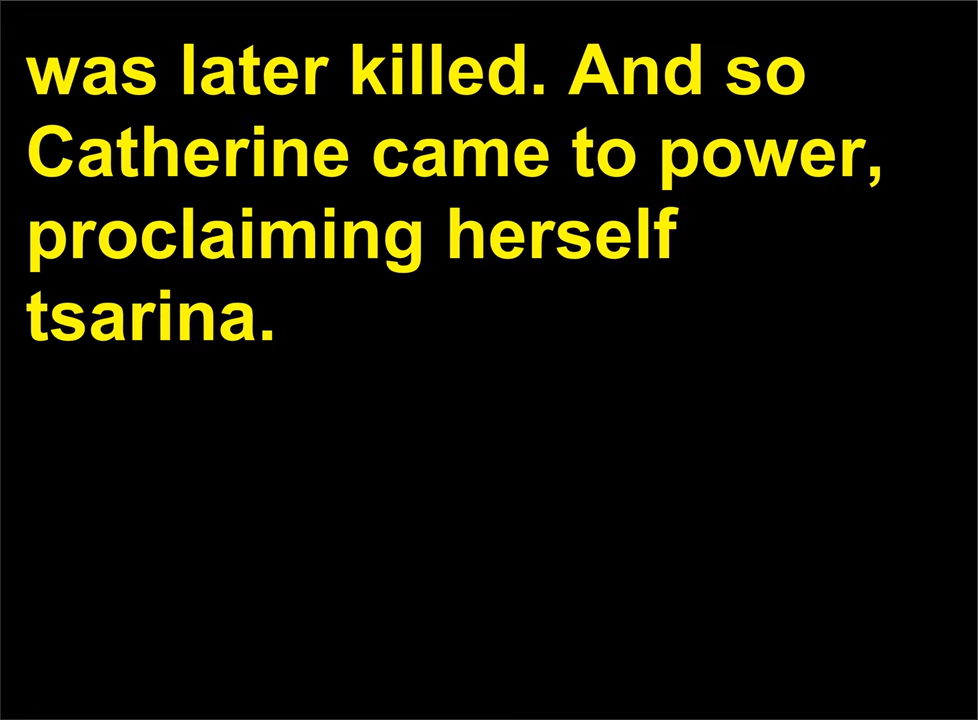 was later killed. And so
Catherine came to power,
proclaiming herself
tsarina.